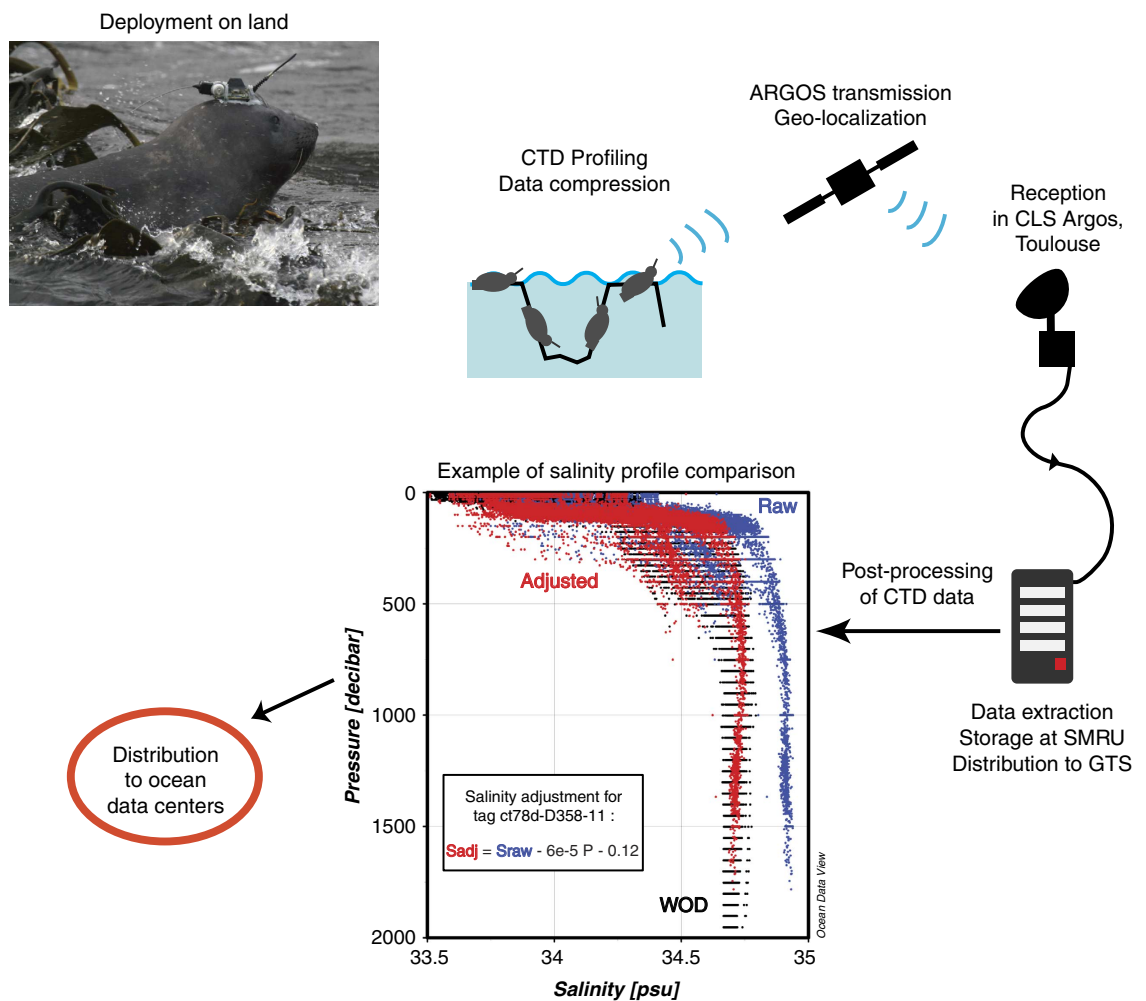 Deployment on land
ARGOS transmission
Geo-localization
CTD Profiling
Data compression
Reception
in CLS Argos,
Toulouse
Example of salinity profile comparison
0
500
1000
1500
2000
Pressure [decibar]
Raw
Adjusted
Salinity adjustment for
tag ct78d-D358-11 :
Sadj = Sraw - 6e-5 P - 0.12
WOD
Ocean Data View
33.5
34
34.5
35
Salinity [psu]
Post-processing
of CTD data
Data extraction
Storage at SMRU
Distribution to GTS
Distribution
to ocean
data centers